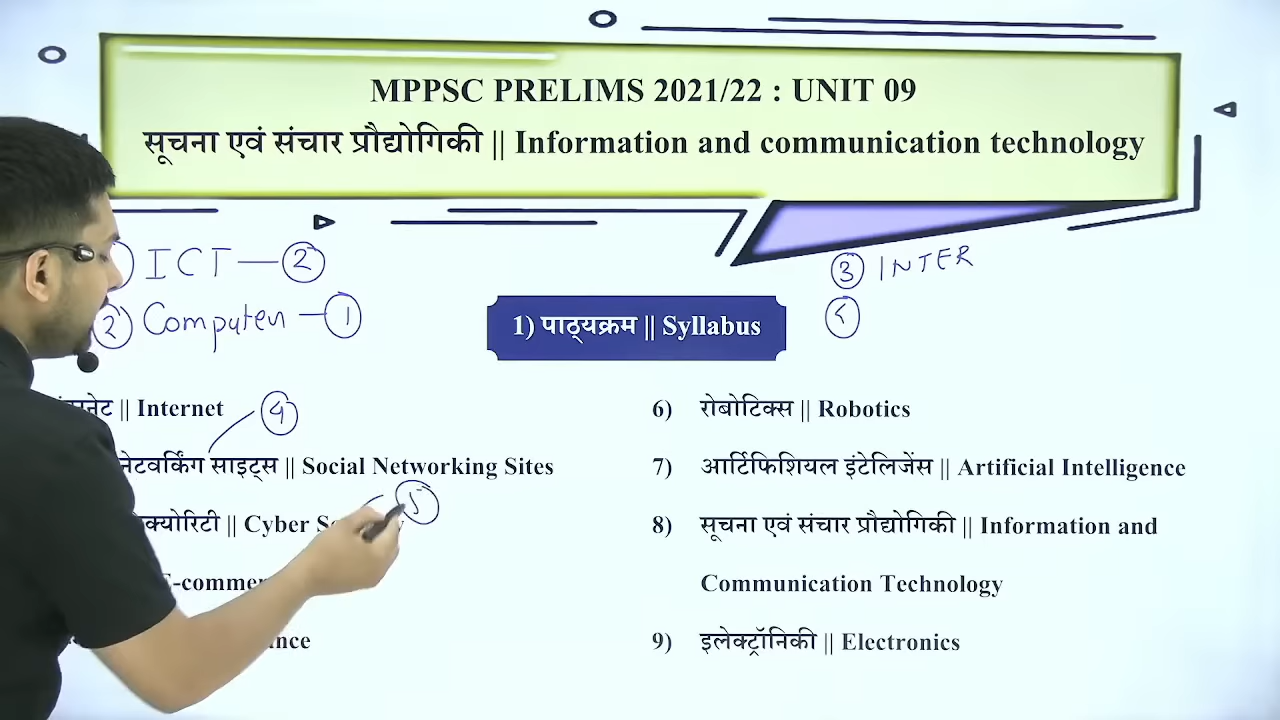 MPPSC PRELIMS 2021/22 : UNIT 09
सूचना एवं संचार प्रौद्योगिकी || Information and communication technology
ICT — 2
2 Computer — 1
3 INTER
1) पाठ्यक्रम || Syllabus
|| Internet 4
नेटवर्किंग साइट्स || Social Networking Sites
|| Cyber 5
6) रोबोटिक्स || Robotics
7) आर्टिफिशियल इंटेलिजेंस || Artificial Intelligence
8) सूचना एवं संचार प्रौद्योगिकी || Information and
Communication Technology
9) इलेक्ट्रॉनिकी || Electronics